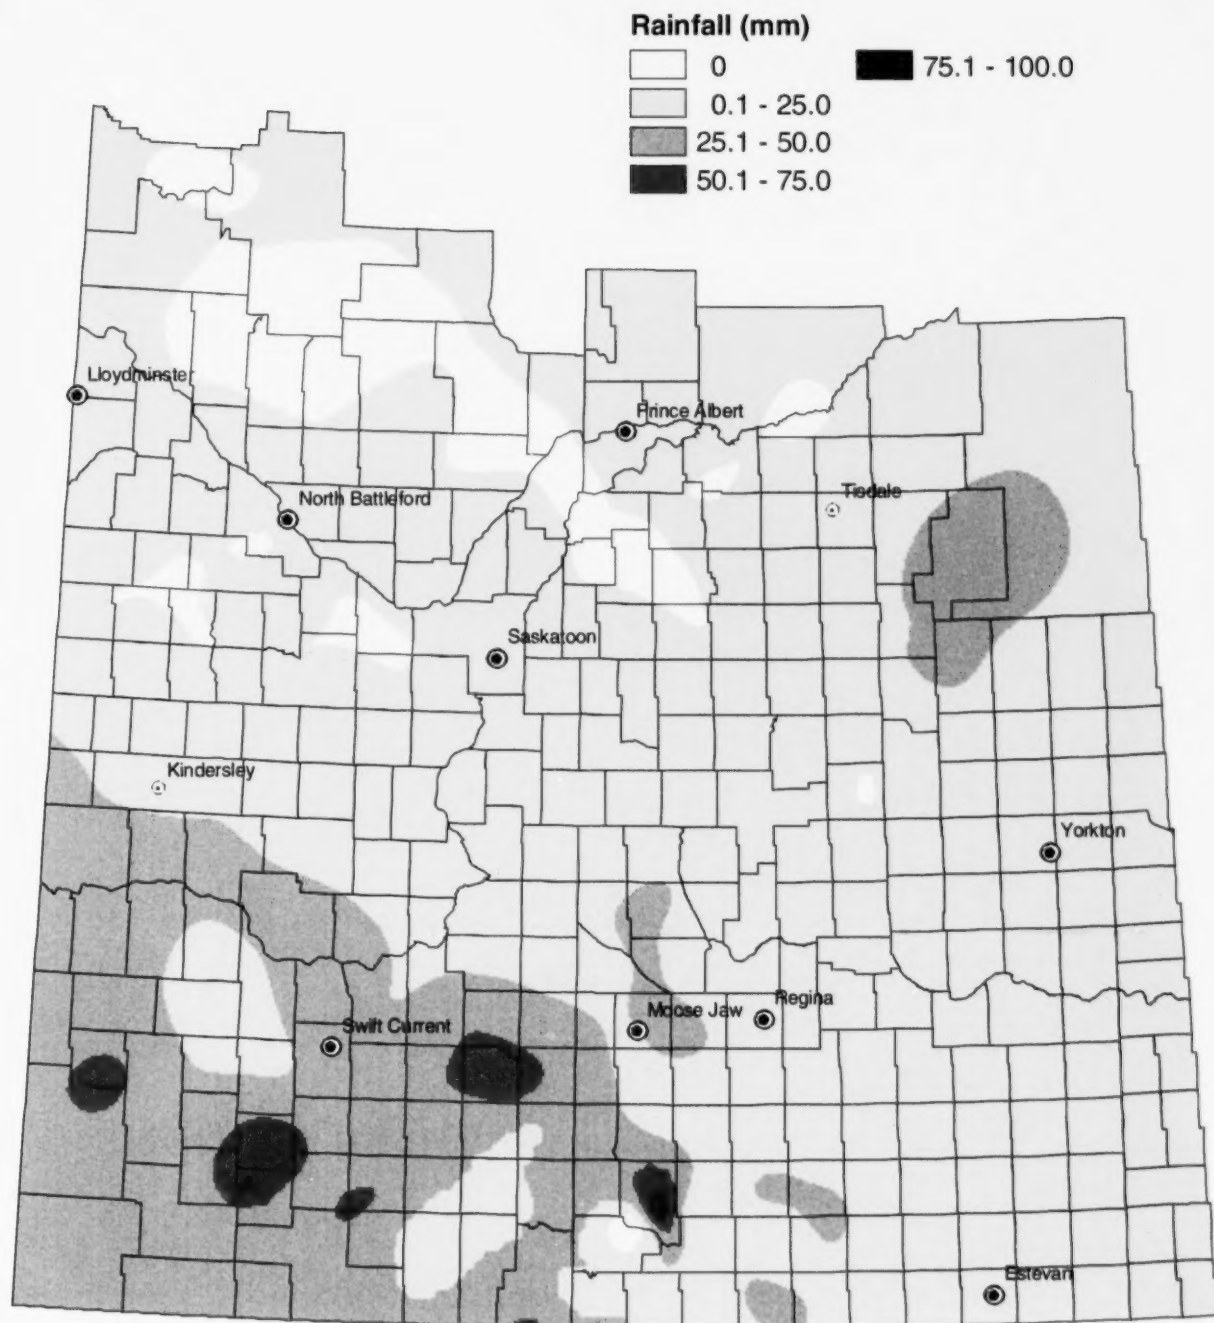 Rainfall (mm)
0
75.1 - 100.0
0.1 - 25.0
25.1 - 50.0
50.1 - 75.0
Lloydminster
Prince Albert
Tisdale
North Battleford
Saskatoon
Kindersley
Yorkton
Regina
Moose Jaw
Swift Current
Estevan